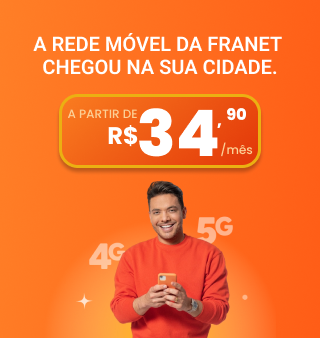 A REDE MÓVEL DA FRANET
CHEGOU NA SUA CIDADE.
A PARTIR DE
R$34,90
/mês
4G
5G